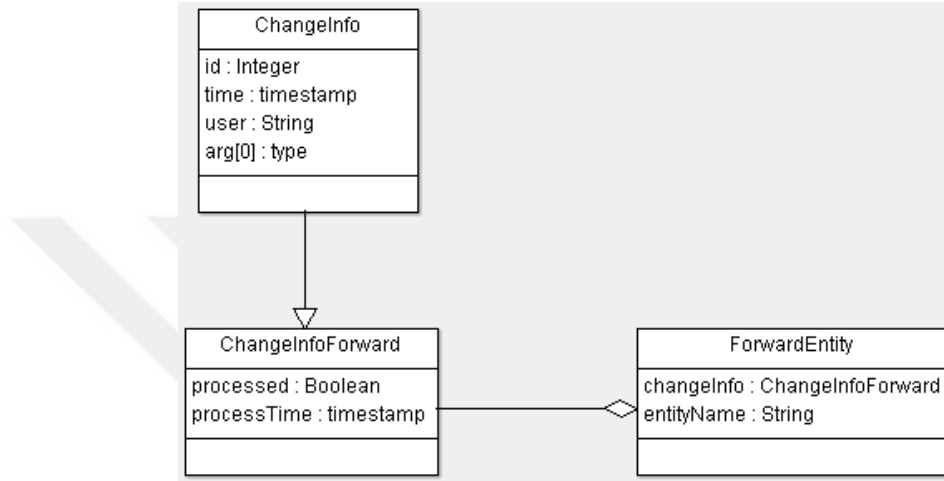 ChangeInfo
id : Integer
time : timestamp
user : String
arg[0] : type
ChangeInfoForward
processed : Boolean
processTime : timestamp
ForwardEntity
changeInfo : ChangeInfoForward
entityName : String